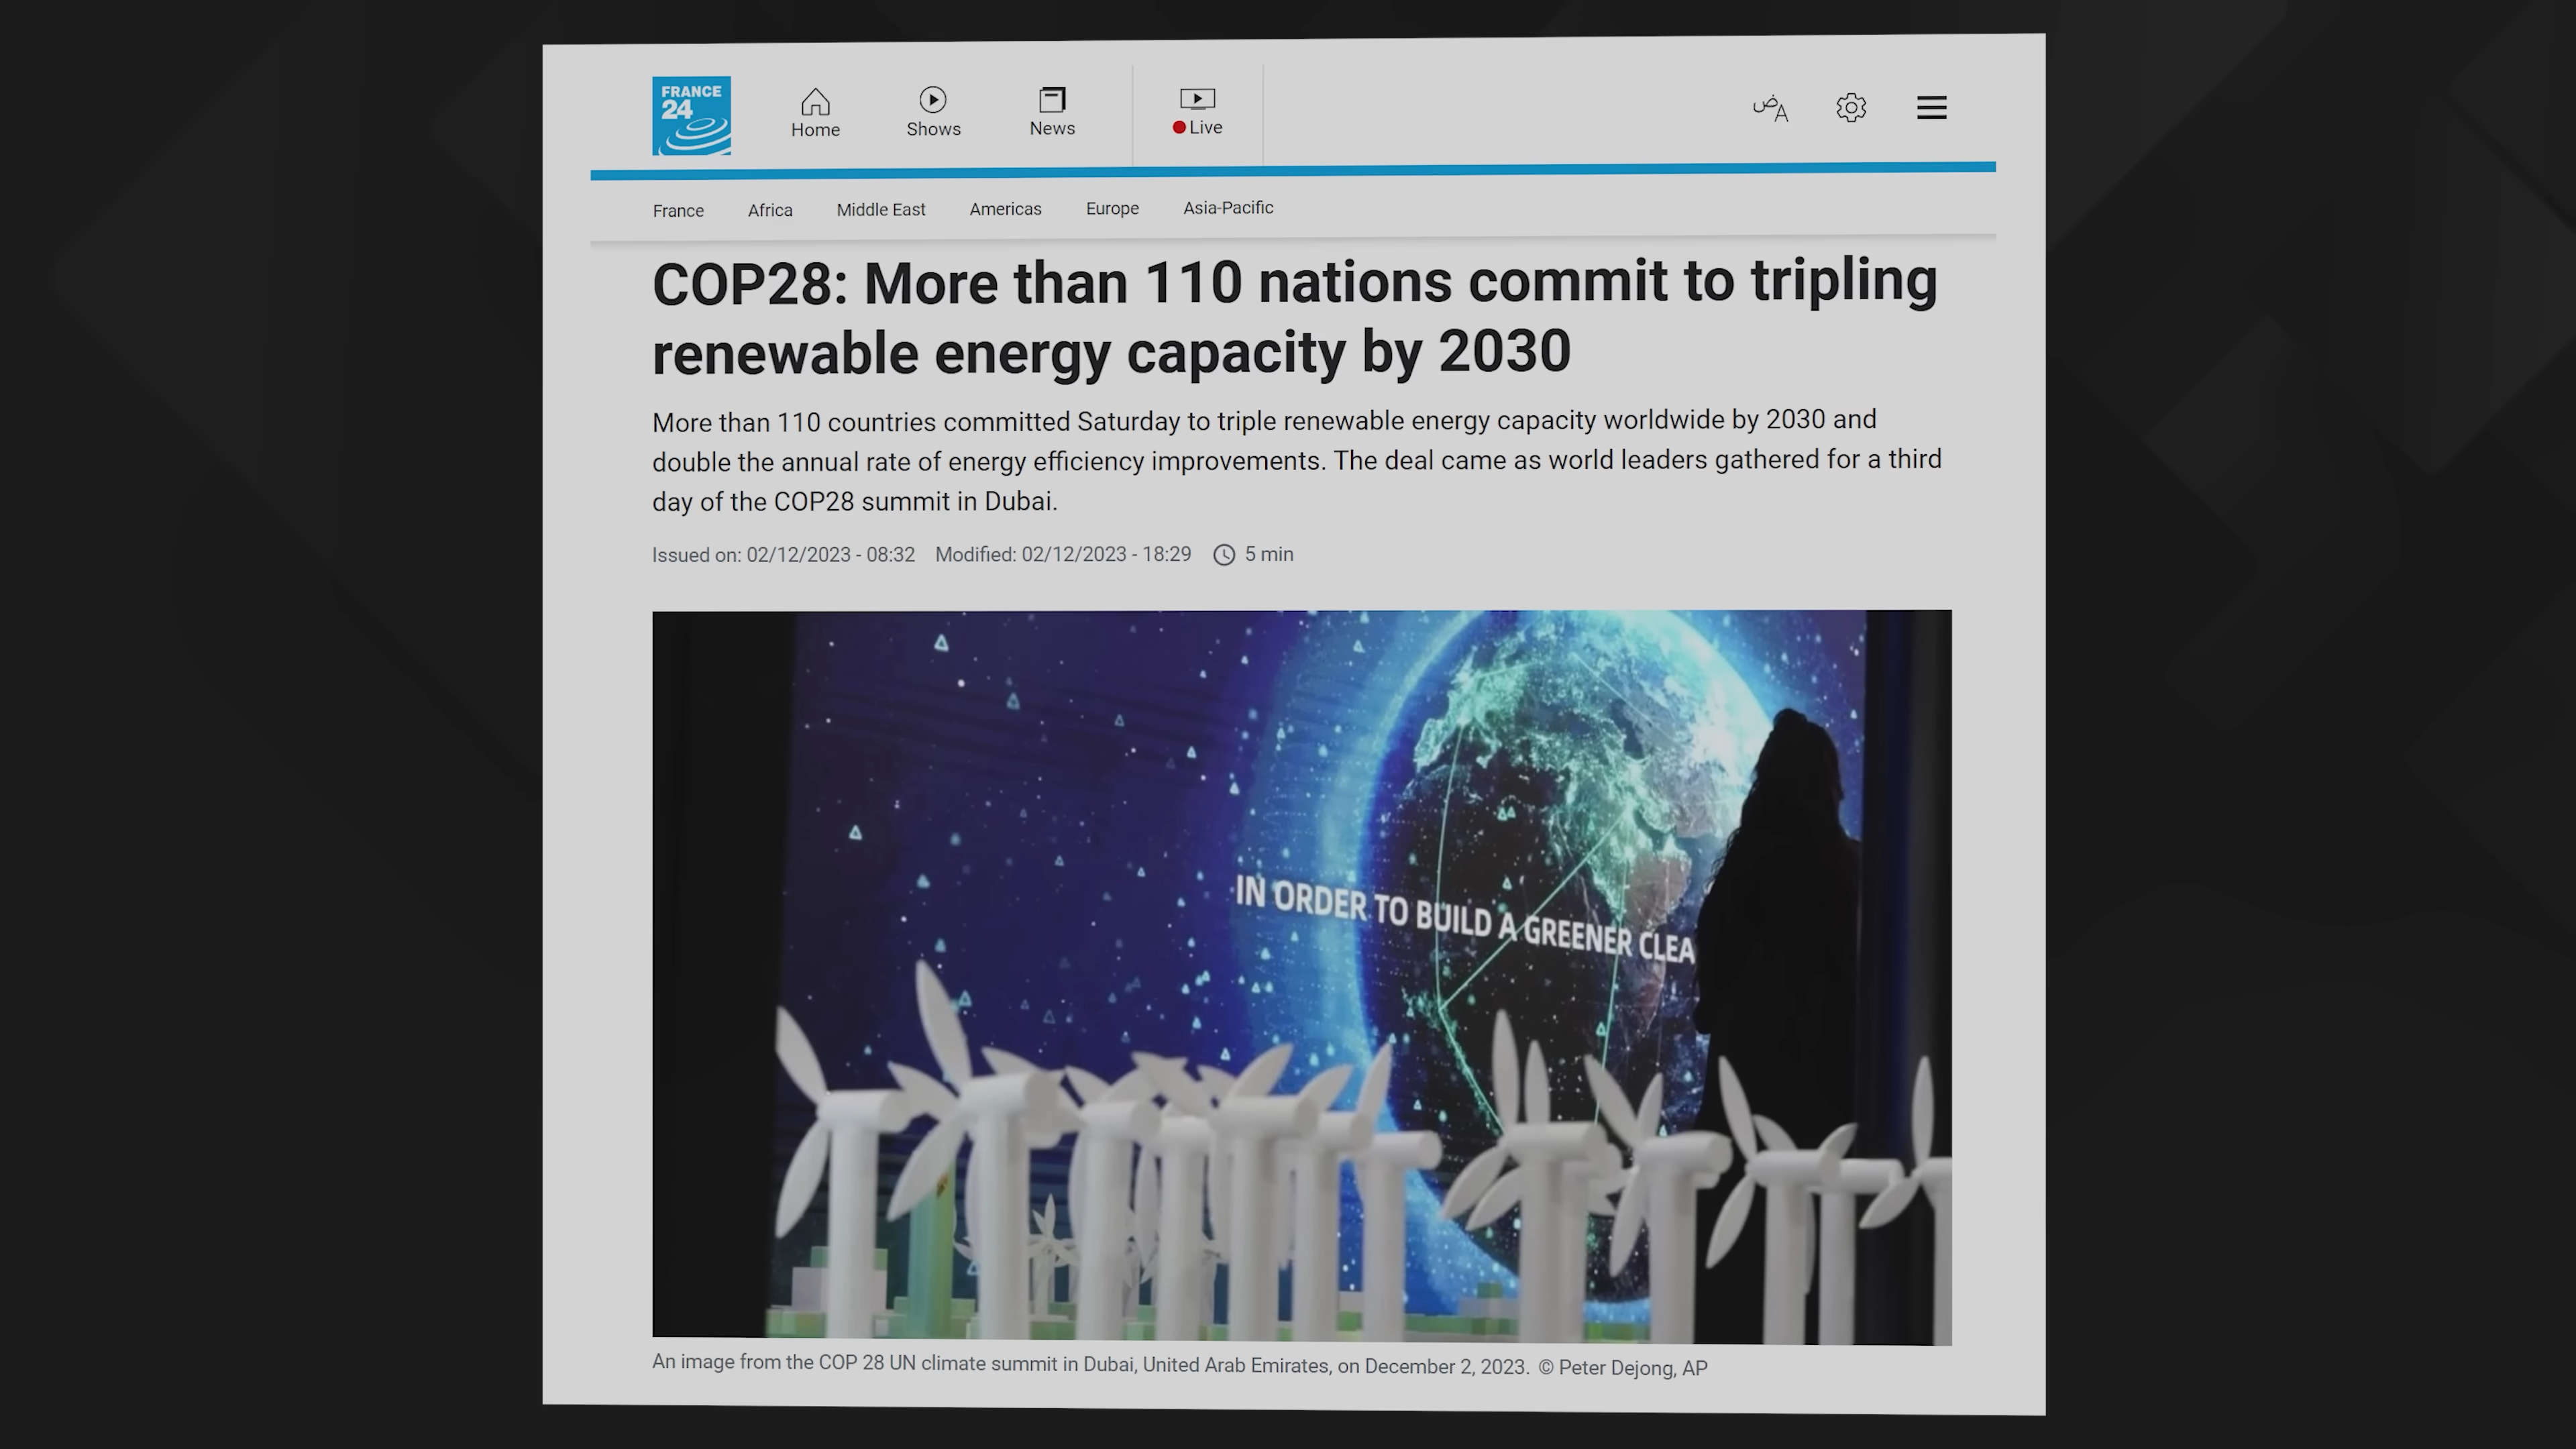 FRANCE
24
Home
Shows
News
Live
ض A
France
Africa
Middle East
Americas
Europe
Asia-Pacific
COP28: More than 110 nations commit to tripling
renewable energy capacity by 2030
More than 110 countries committed Saturday to triple renewable energy capacity worldwide by 2030 and
double the annual rate of energy efficiency improvements. The deal came as world leaders gathered for a third
day of the COP28 summit in Dubai.
Issued on: 02/12/2023 - 08:32 Modified: 02/12/2023 - 18:29 5 min
IN ORDER TO BUILD A GREENER CLEA
An image from the COP 28 UN climate summit in Dubai, United Arab Emirates, on December 2, 2023. © Peter Dejong, AP